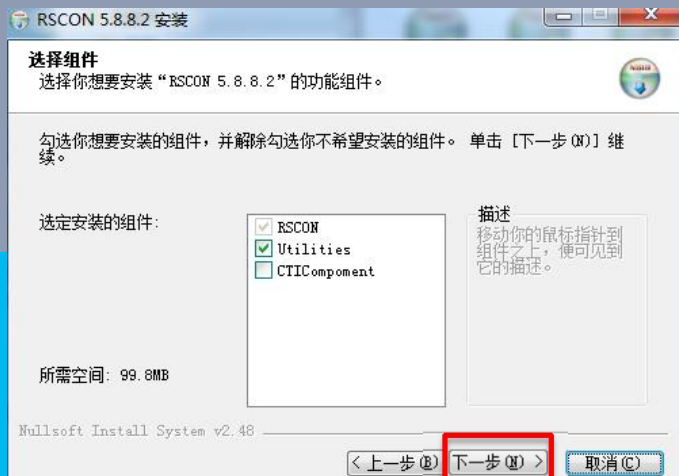 RSCON 5.8.8.2 安装
选择组件
选择你想要安装“RSCON 5.8.8.2”的功能组件。
勾选你想要安装的组件，并解除勾选你不希望安装的组件。 单击 [下一步(N)] 继
续。
选定安装的组件:
RSCON
Utilities
CTICompoment
描述
移动你的鼠标指针到
组件之上，便可见到
它的描述。
所需空间: 99.8MB
Nullsoft Install System v2.48
< 上一步(B)
下一步(N) >
取消(C)